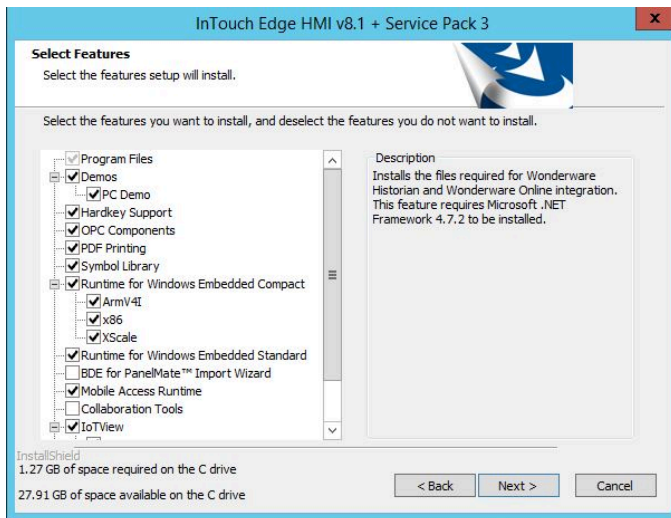 InTouch Edge HMI v8.1 + Service Pack 3
x
Select Features
Select the features setup will install.
Select the features you want to install, and deselect the features you do not want to install.
Program Files
Demos
PC Demo
Hardkey Support
OPC Components
PDF Printing
Symbol Library
Runtime for Windows Embedded Compact
ArmV4I
x86
XScale
Runtime for Windows Embedded Standard
BDE for PanelMate™ Import Wizard
Mobile Access Runtime
Collaboration Tools
IoTView
Description
Installs the files required for Wonderware
Historian and Wonderware Online integration.
This feature requires Microsoft .NET
Framework 4.7.2 to be installed.
InstallShield
1.27 GB of space required on the C drive
27.91 GB of space available on the C drive
< Back
Next >
Cancel